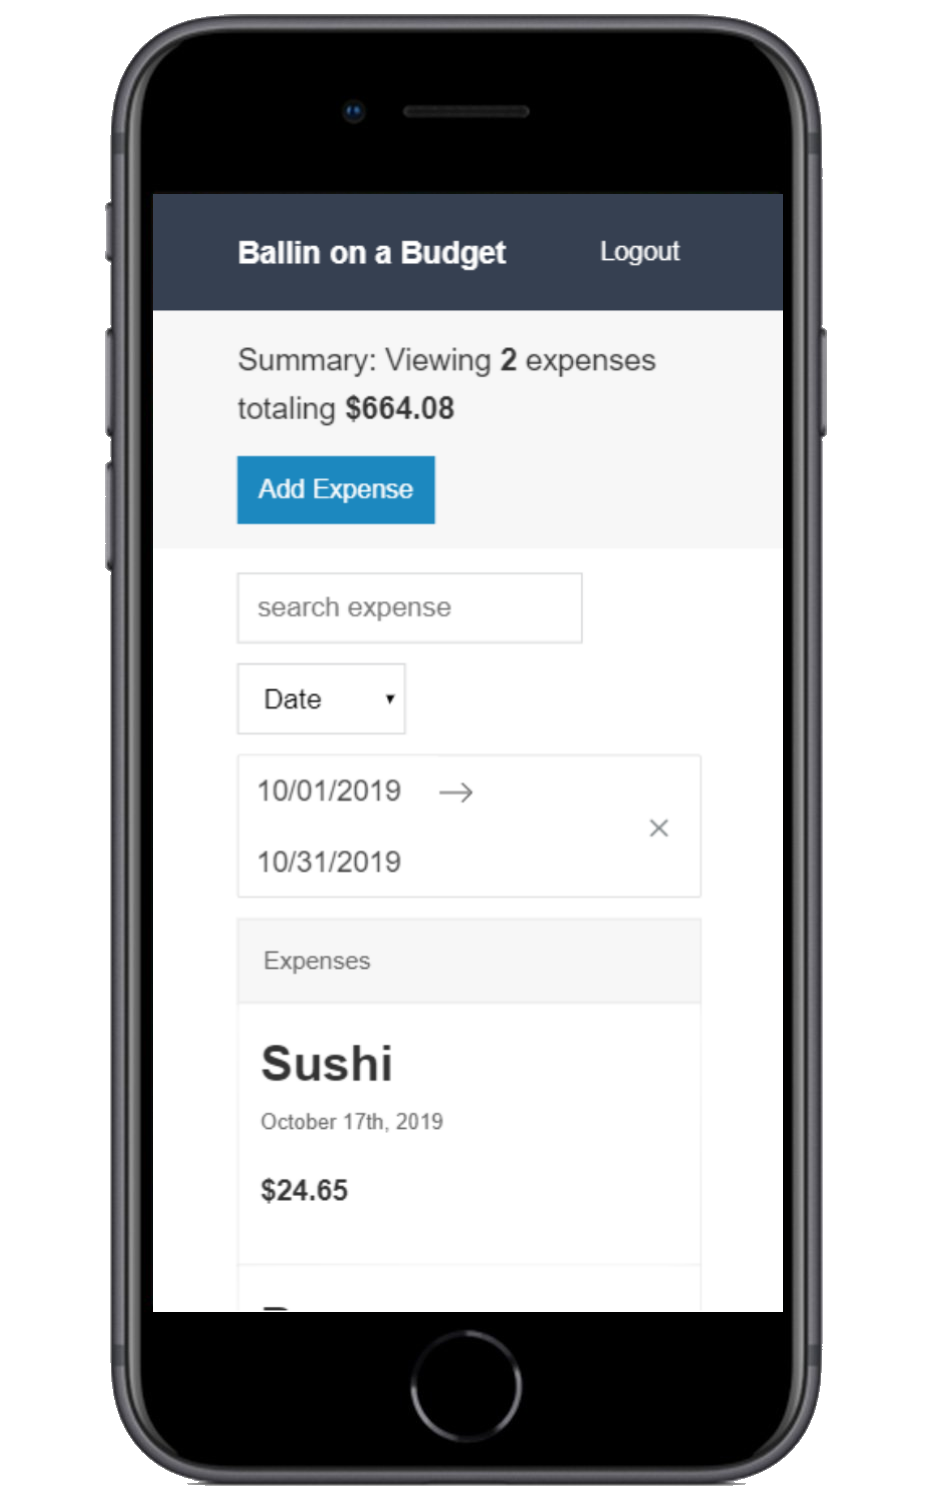 Ballin on a Budget Logout
Summary: Viewing 2 expenses
totaling $664.08
Add Expense
search expense
Date
10/01/2019 →
10/31/2019
×
Expenses
Sushi
October 17th, 2019
$24.65